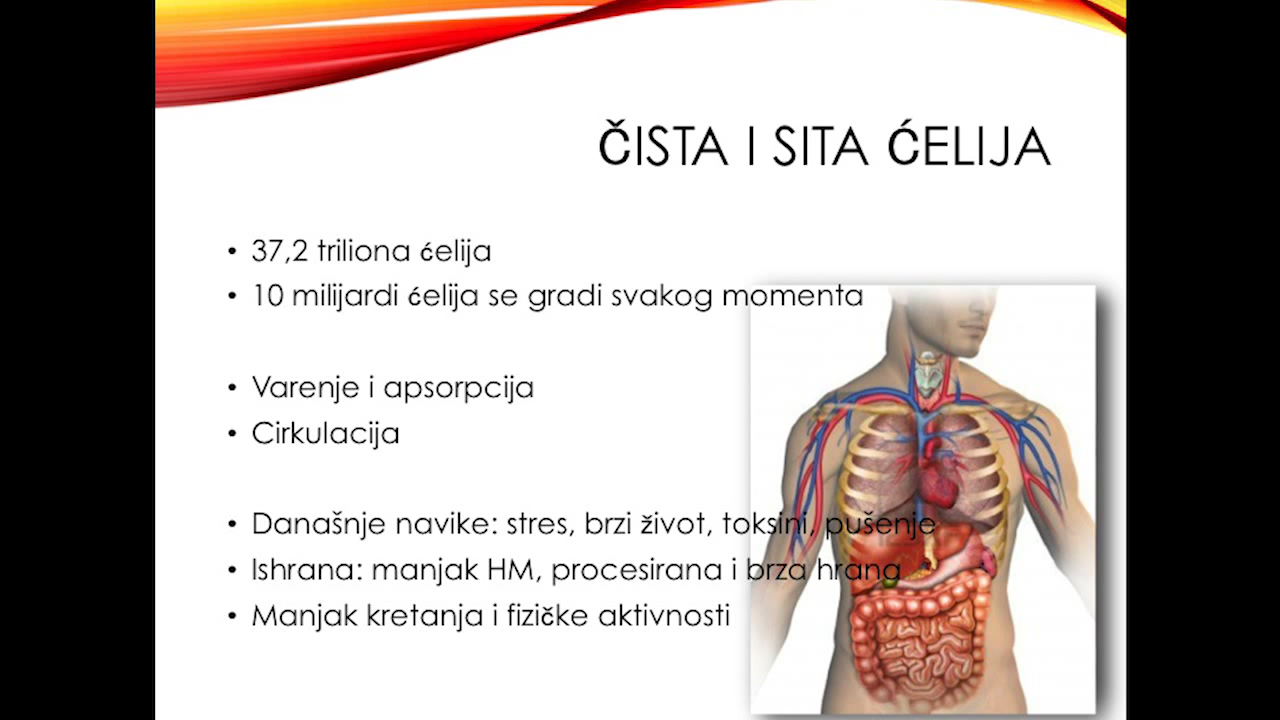 ČISTA I SITA ĆELIJA
• 37,2 triliona ćelija
• 10 milijardi ćelija se gradi svakog momenta
• Varenje i apsorpcija
• Cirkulacija
• Današnje navike: stres, brzi život, toksini, pušenje
• Ishrana: manjak HM, procesirana i brza hrana
• Manjak kretanja i fizičke aktivnosti